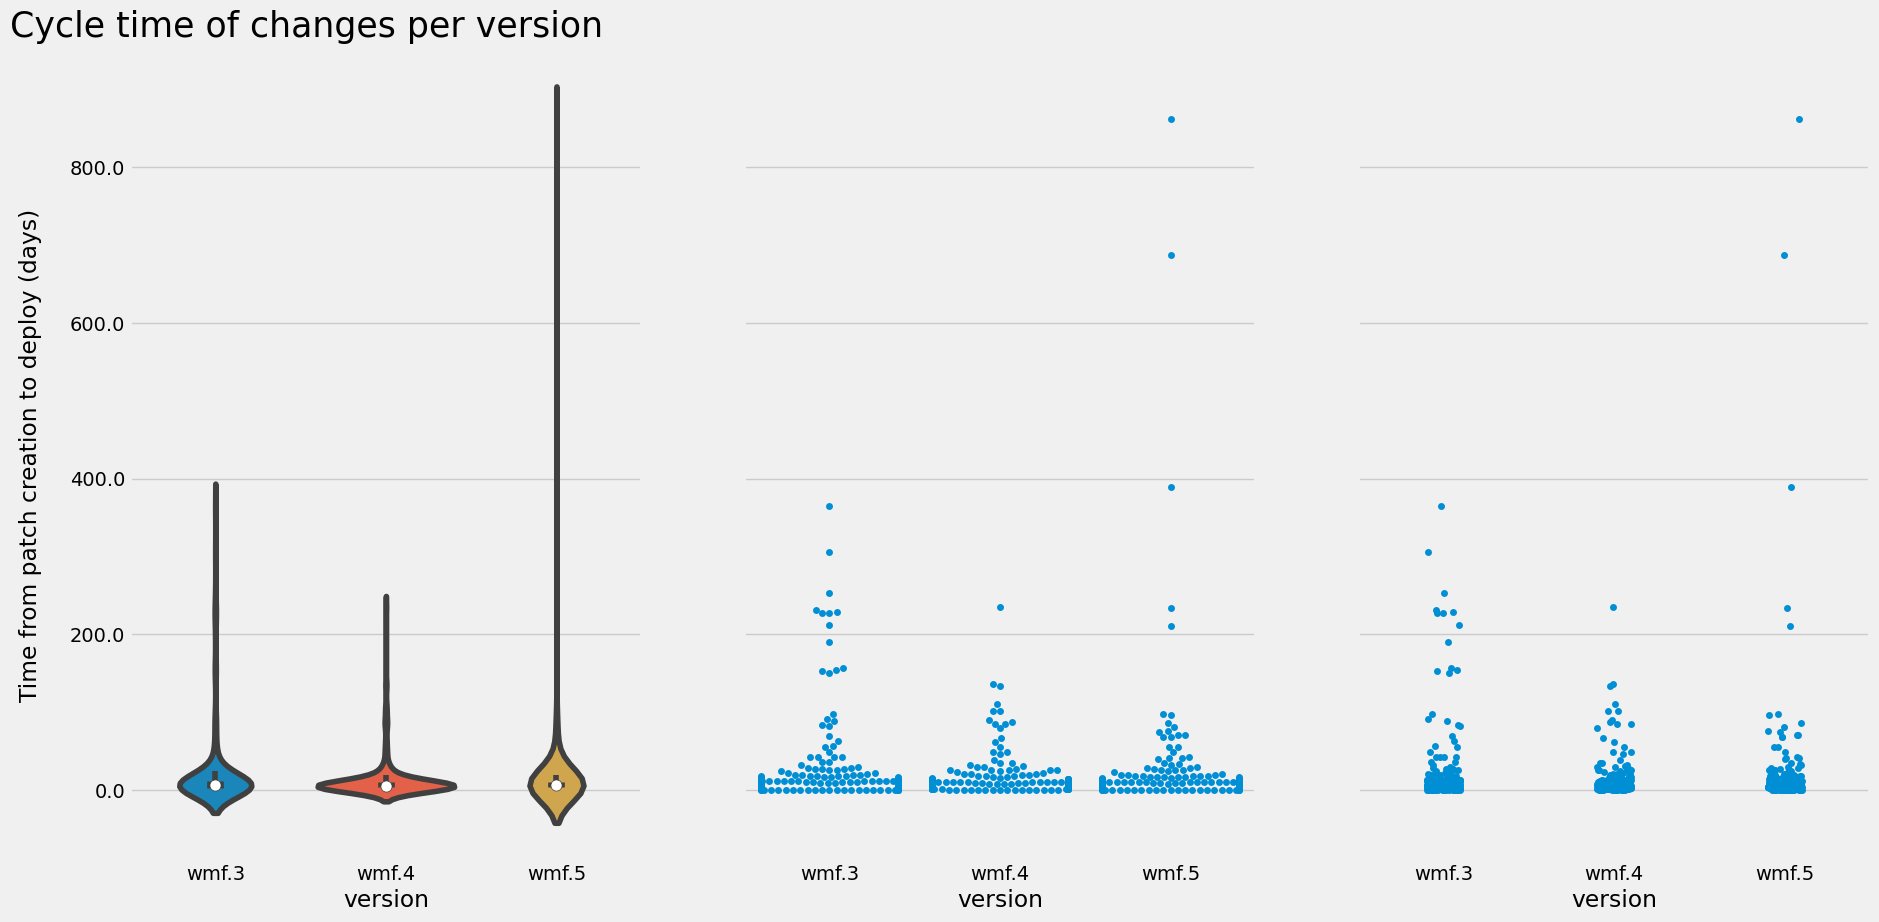 Cycle time of changes per version
Time from patch creation to deploy (days)
800.0
600.0
400.0
200.0
0.0
wmf.3 wmf.4 wmf.5
version
wmf.3 wmf.4 wmf.5
version
wmf.3 wmf.4 wmf.5
version